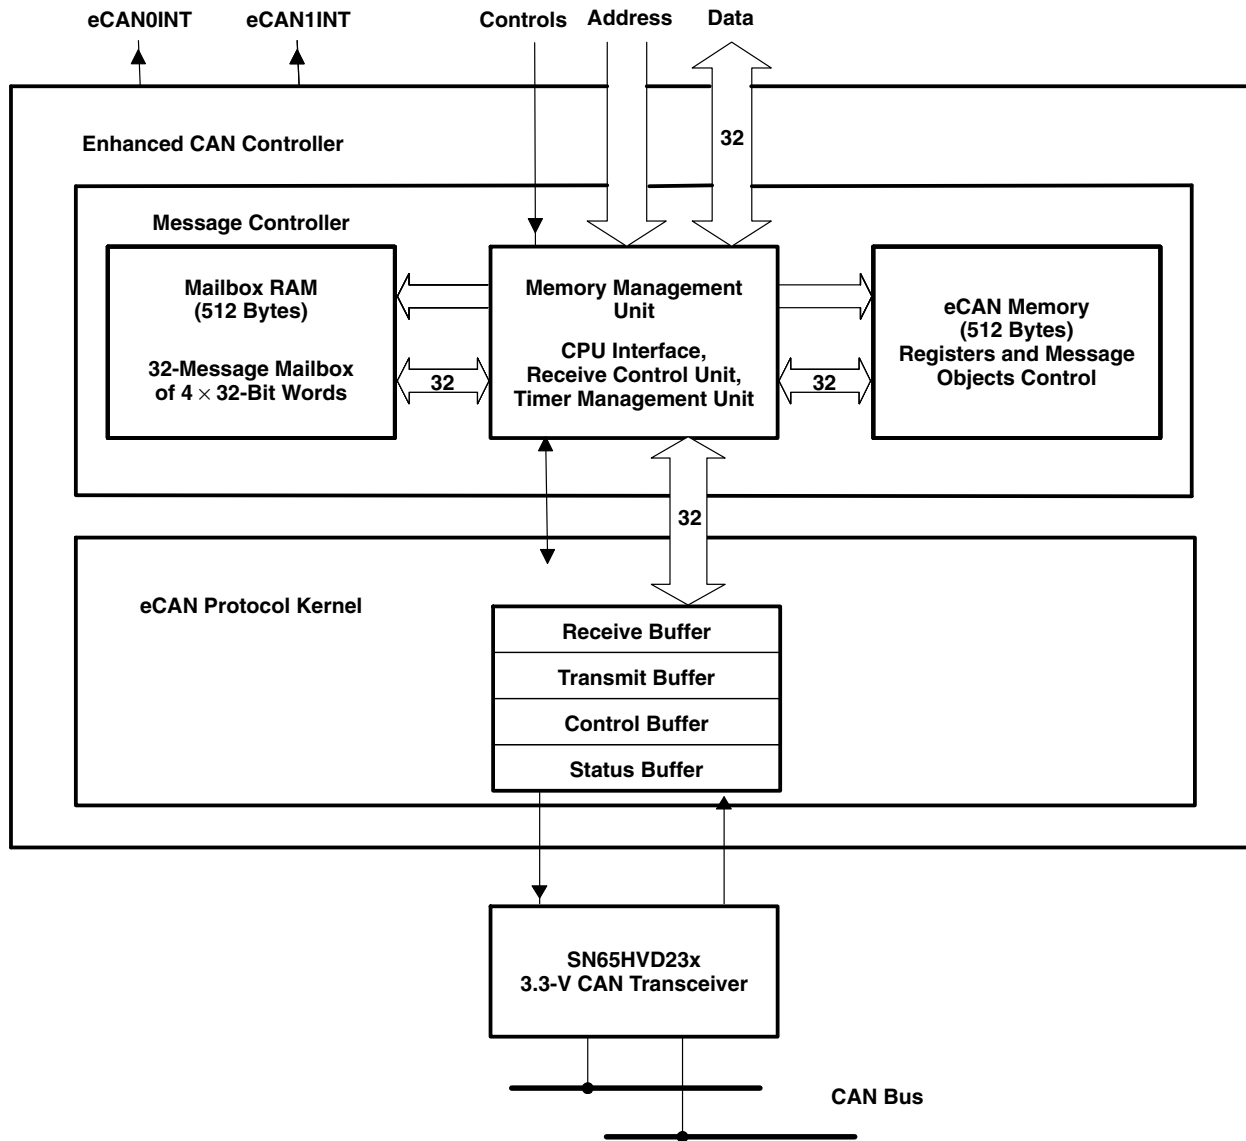 eCAN0INT
eCAN1INT
Controls
Address
Data
32
Enhanced CAN Controller
Message Controller
Mailbox RAM
(512 Bytes)
32-Message Mailbox
of 4 × 32-Bit Words
32
Memory Management
Unit
CPU Interface,
Receive Control Unit,
Timer Management Unit
32
eCAN Memory
(512 Bytes)
Registers and Message
Objects Control
32
eCAN Protocol Kernel
Receive Buffer
Transmit Buffer
Control Buffer
Status Buffer
SN65HVD23x
3.3-V CAN Transceiver
CAN Bus